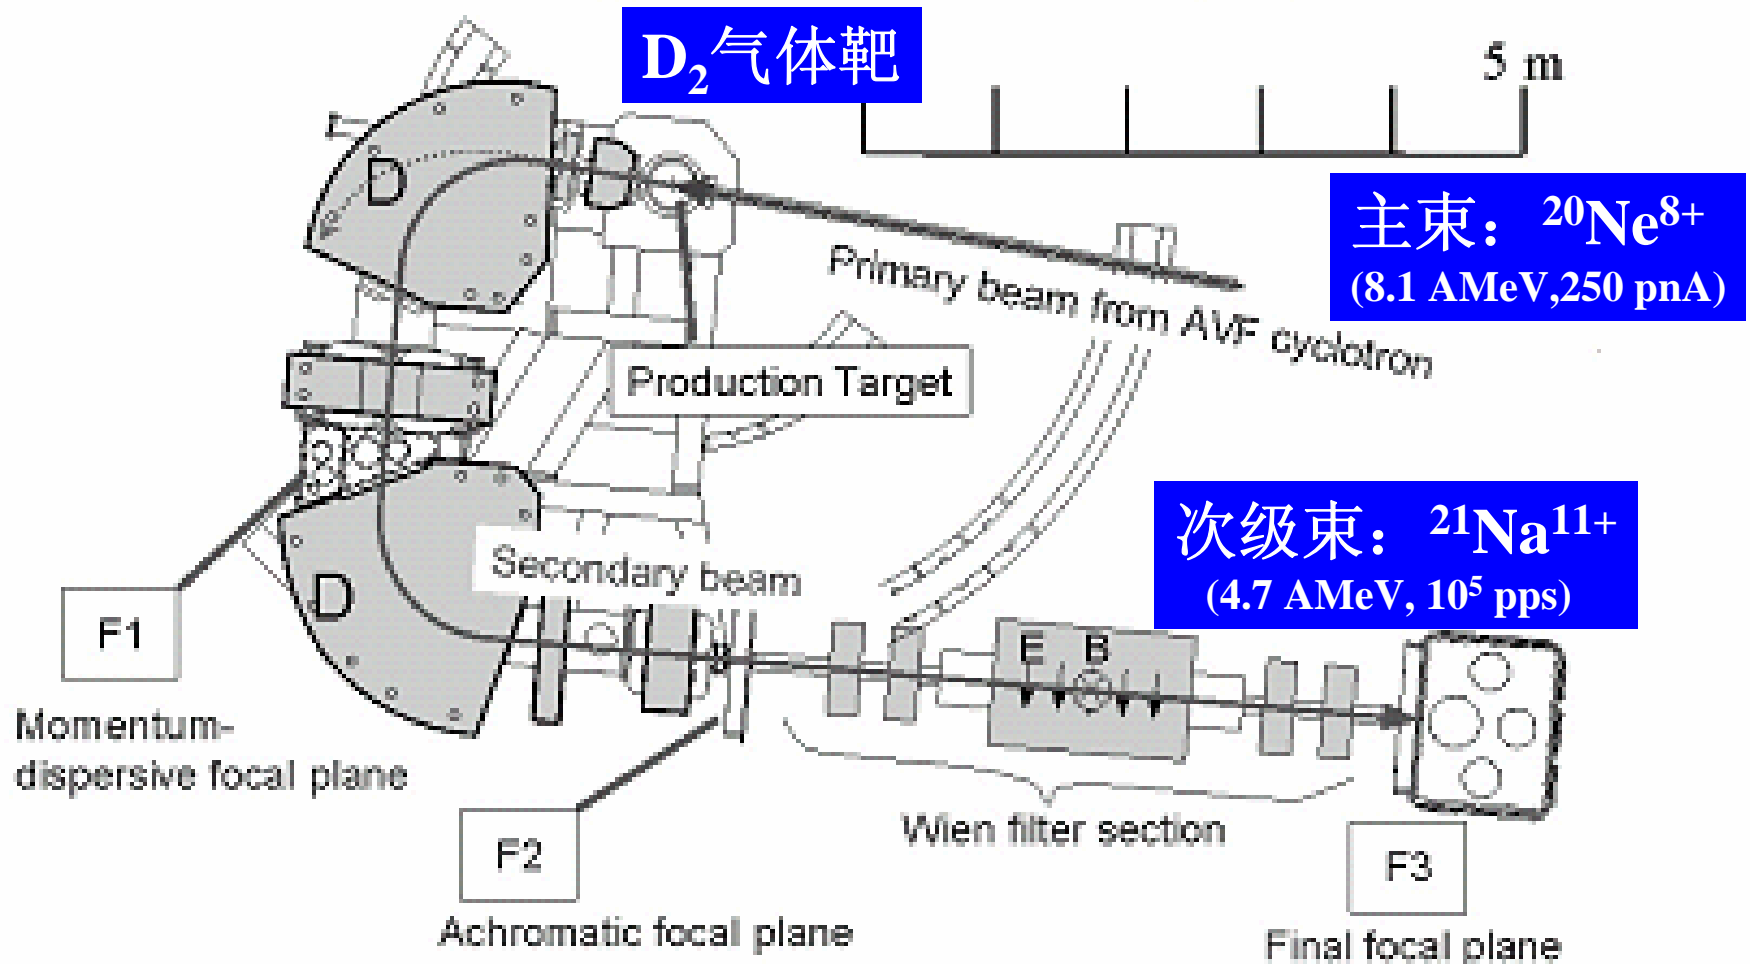 D₂气体靶
5 m
主束：²⁰Ne⁸⁺
(8.1 AMeV,250 pnA)
D
Primary beam from AVF cyclotron
Production Target
次级束：²¹Na¹¹⁺
(4.7 AMeV, 10⁵ pps)
Secondary beam
D
F1
E B
Momentum-
dispersive focal plane
Wien filter section
F2
F3
Achromatic focal plane
Final focal plane